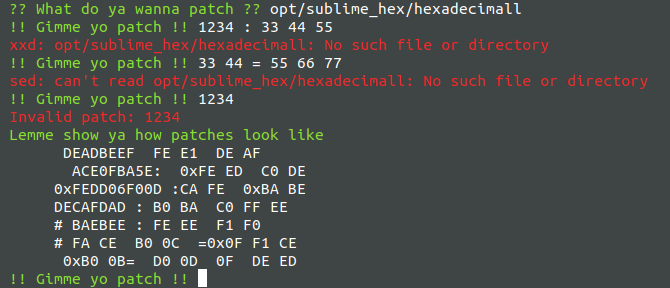 ?? What do ya wanna patch ?? opt/sublime_hex/hexadecimall
!! Gimme yo patch !! 1234 : 33 44 55
xxd: opt/sublime_hex/hexadecimall: No such file or directory
!! Gimme yo patch !! 33 44 = 55 66 77
sed: can't read opt/sublime_hex/hexadecimall: No such file or directory
!! Gimme yo patch !! 1234
Invalid patch: 1234
Lemme show ya how patches look like
DEADBEEF  FE E1  DE AF
ACE0FBA5E:  0xFE ED  C0 DE
0xFEDD06F00D :CA FE  0xBA BE
DECAFDAD : B0 BA  C0 FF EE
# BAEBEE : FE EE  F1 F0
# FA CE  B0 0C  =0x0F F1 CE
0xB0 0B=  D0 0D  0F  DE ED
!! Gimme yo patch !!